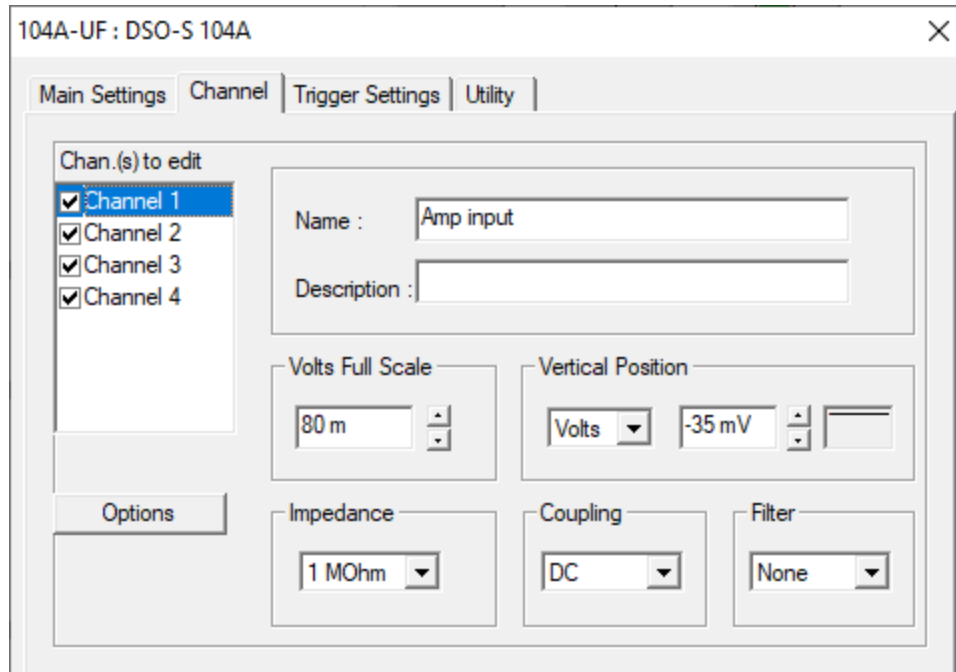 104A-UF : DSO-S 104A
Main Settings
Channel
Trigger Settings
Utility
Chan.(s) to edit
Channel 1
Channel 2
Channel 3
Channel 4
Options
Name :
Amp input
Description :
Volts Full Scale
80 m
Vertical Position
Volts
-35 mV
Impedance
1 MOhm
Coupling
DC
Filter
None